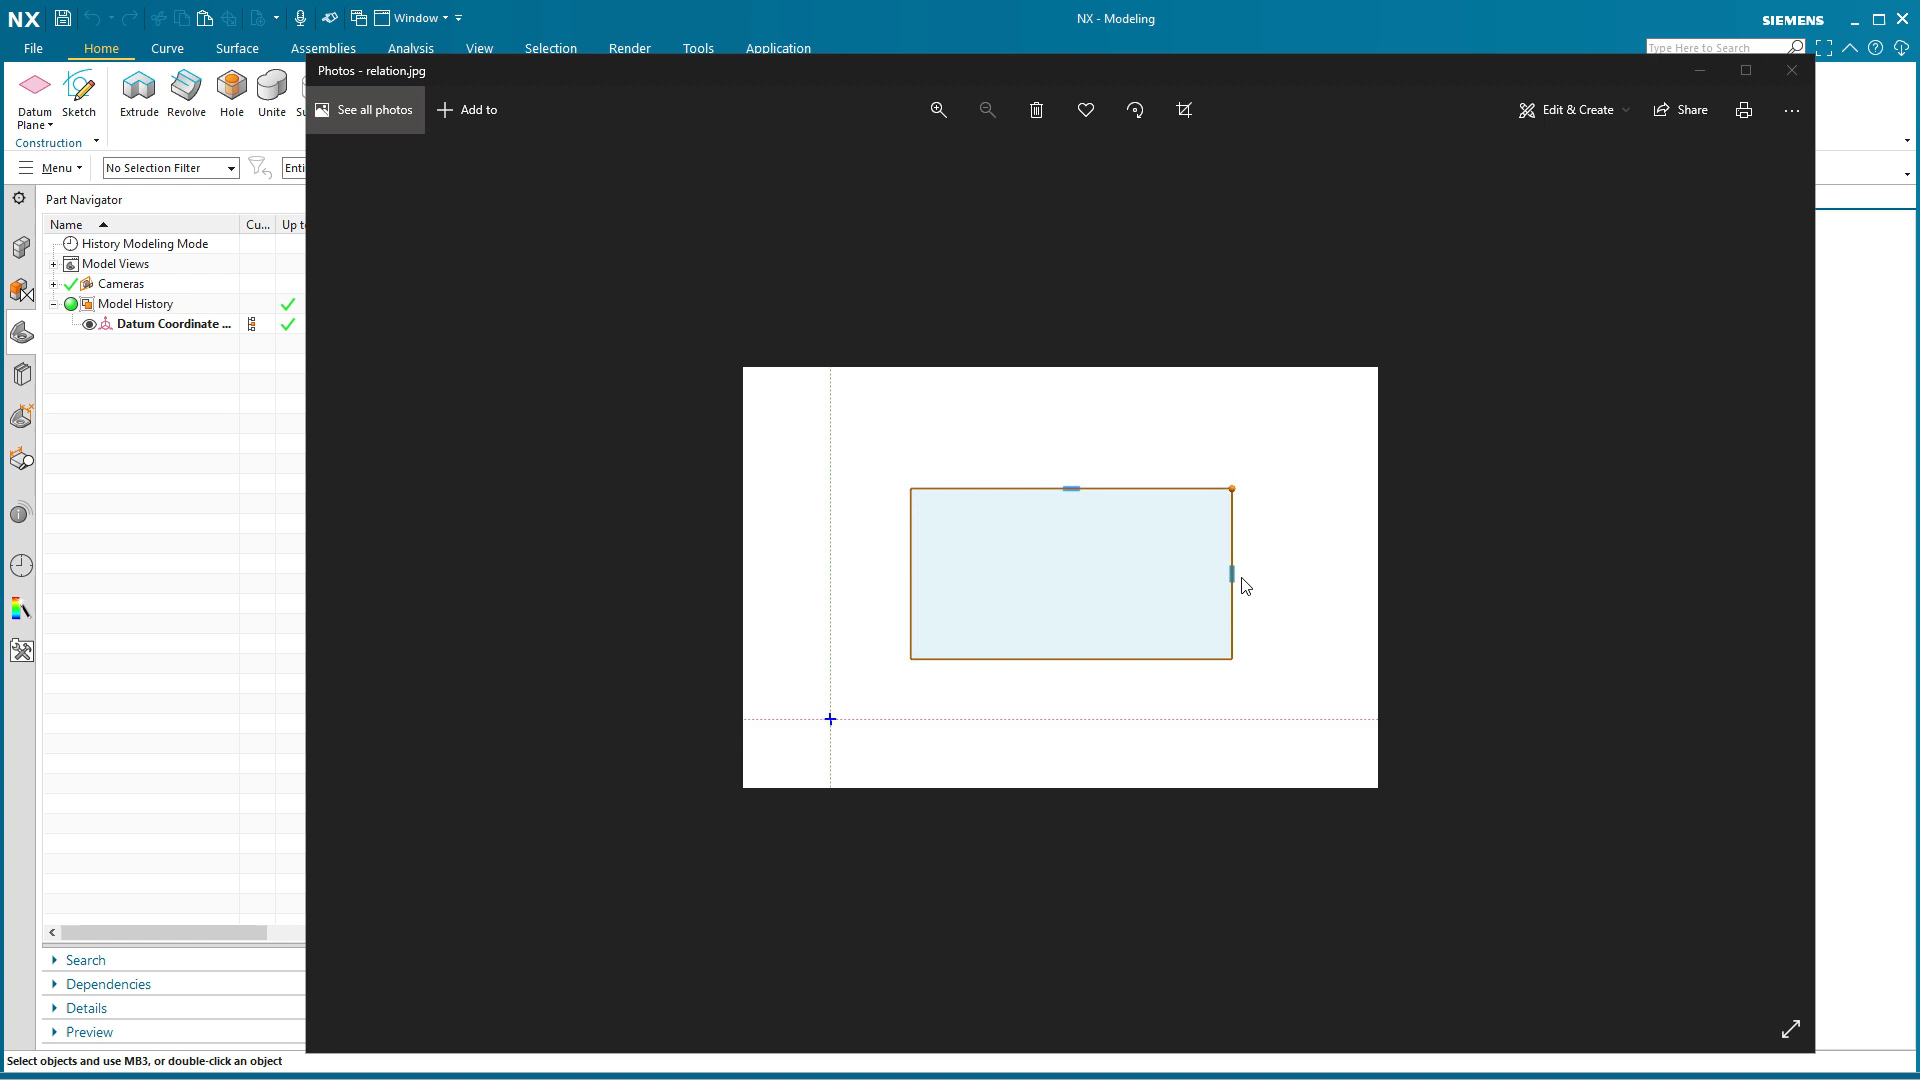 NX
Window
NX - Modeling
SIEMENS
File
Home
Curve
Surface
Assemblies
Analysis
View
Selection
Render
Tools
Application
Type Here to Search
Photos - relation.jpg
Datum
Plane
Sketch
Extrude
Revolve
Hole
Unite
Construction
See all photos
Add to
Edit & Create
Share
Menu
No Selection Filter
Enti
Part Navigator
Name
Cu...
Up t
History Modeling Mode
Model Views
Cameras
Model History
Datum Coordinate ...
Search
Dependencies
Details
Preview
Select objects and use MB3, or double-click an object